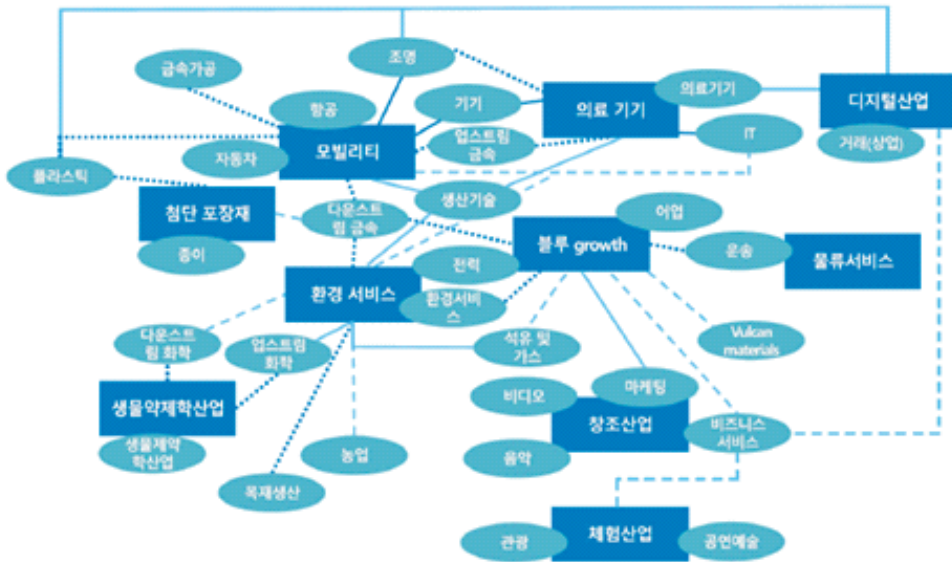 조명
금속가공
의료기기
기기
의료 기기
디지털산업
항공
모빌리티
업스트림
금속
IT
거래(상업)
자동차
플라스틱
생산기술
첨단 포장재
다운스트
림 금속
어업
종이
블루 growth
운송
물류서비스
전력
환경 서비스
환경서비
스
다운스트
림 화학
업스트림
화학
석유 및
가스
Vulcan
materials
비디오
마케팅
생물약제학산업
창조산업
비즈니스
서비스
생물제약
학산업
농업
음악
목재생산
관광
체험산업
공연예술